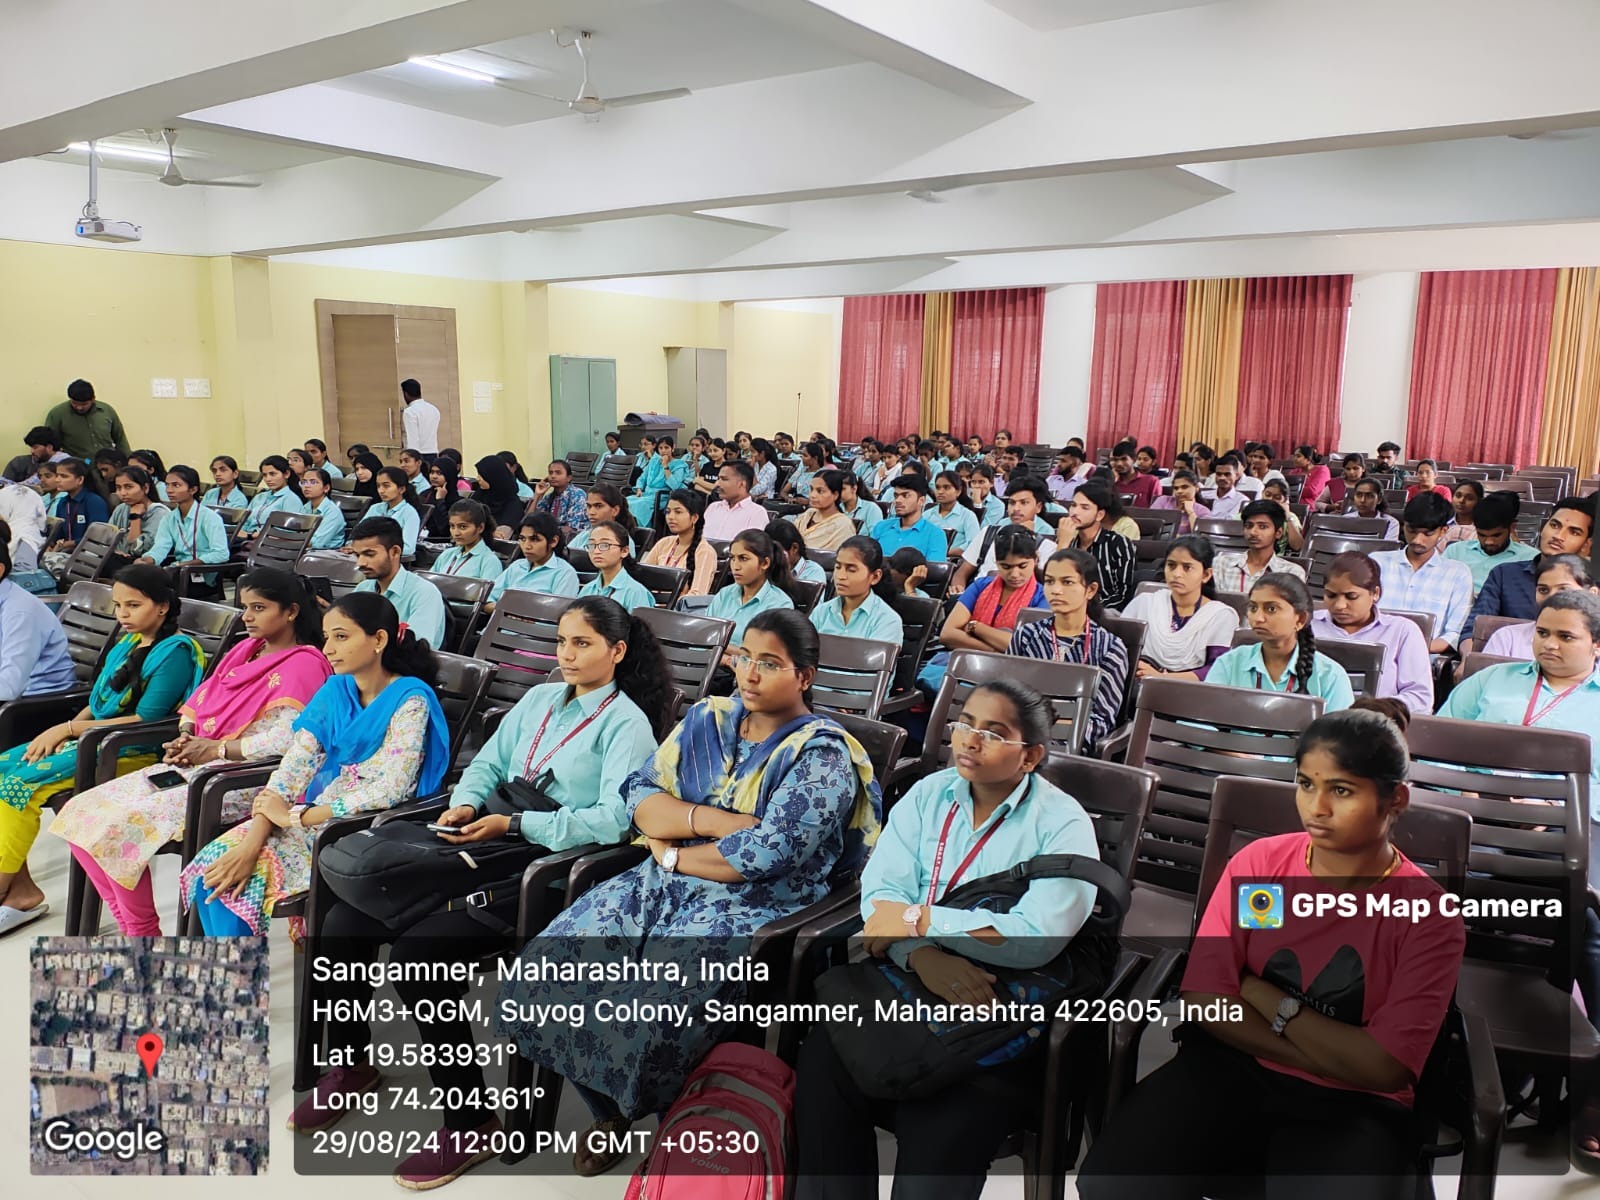 GPS Map Camera
Sangamner, Maharashtra, India
H6M3+QGM, Suyog Colony, Sangamner, Maharashtra 422605, India
Lat 19.583931°
Long 74.204361°
29/08/24 12:00 PM GMT +05:30
Google
YOUNG